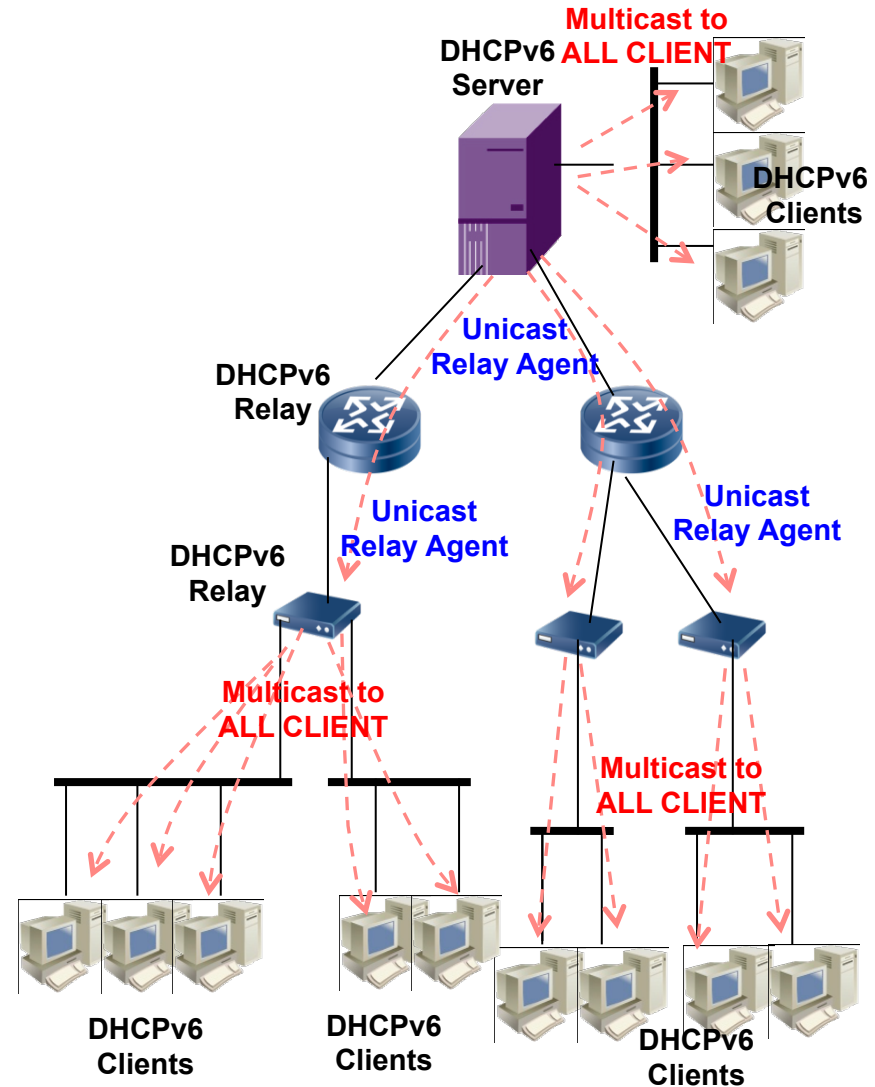 Multicast to
ALL CLIENT
DHCPv6
Server
DHCPv6
Clients
Unicast
Relay Agent
DHCPv6
Relay
Unicast
Relay Agent
Unicast
Relay Agent
DHCPv6
Relay
Multicast to
ALL CLIENT
Multicast to
ALL CLIENT
DHCPv6
Clients
DHCPv6
Clients
DHCPv6
Clients